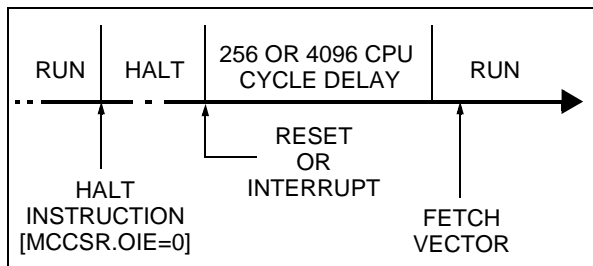 RUN
HALT
256 OR 4096 CPU
CYCLE DELAY
RUN
RESET
OR
INTERRUPT
HALT
INSTRUCTION
[MCCSR.OIE=0]
FETCH
VECTOR